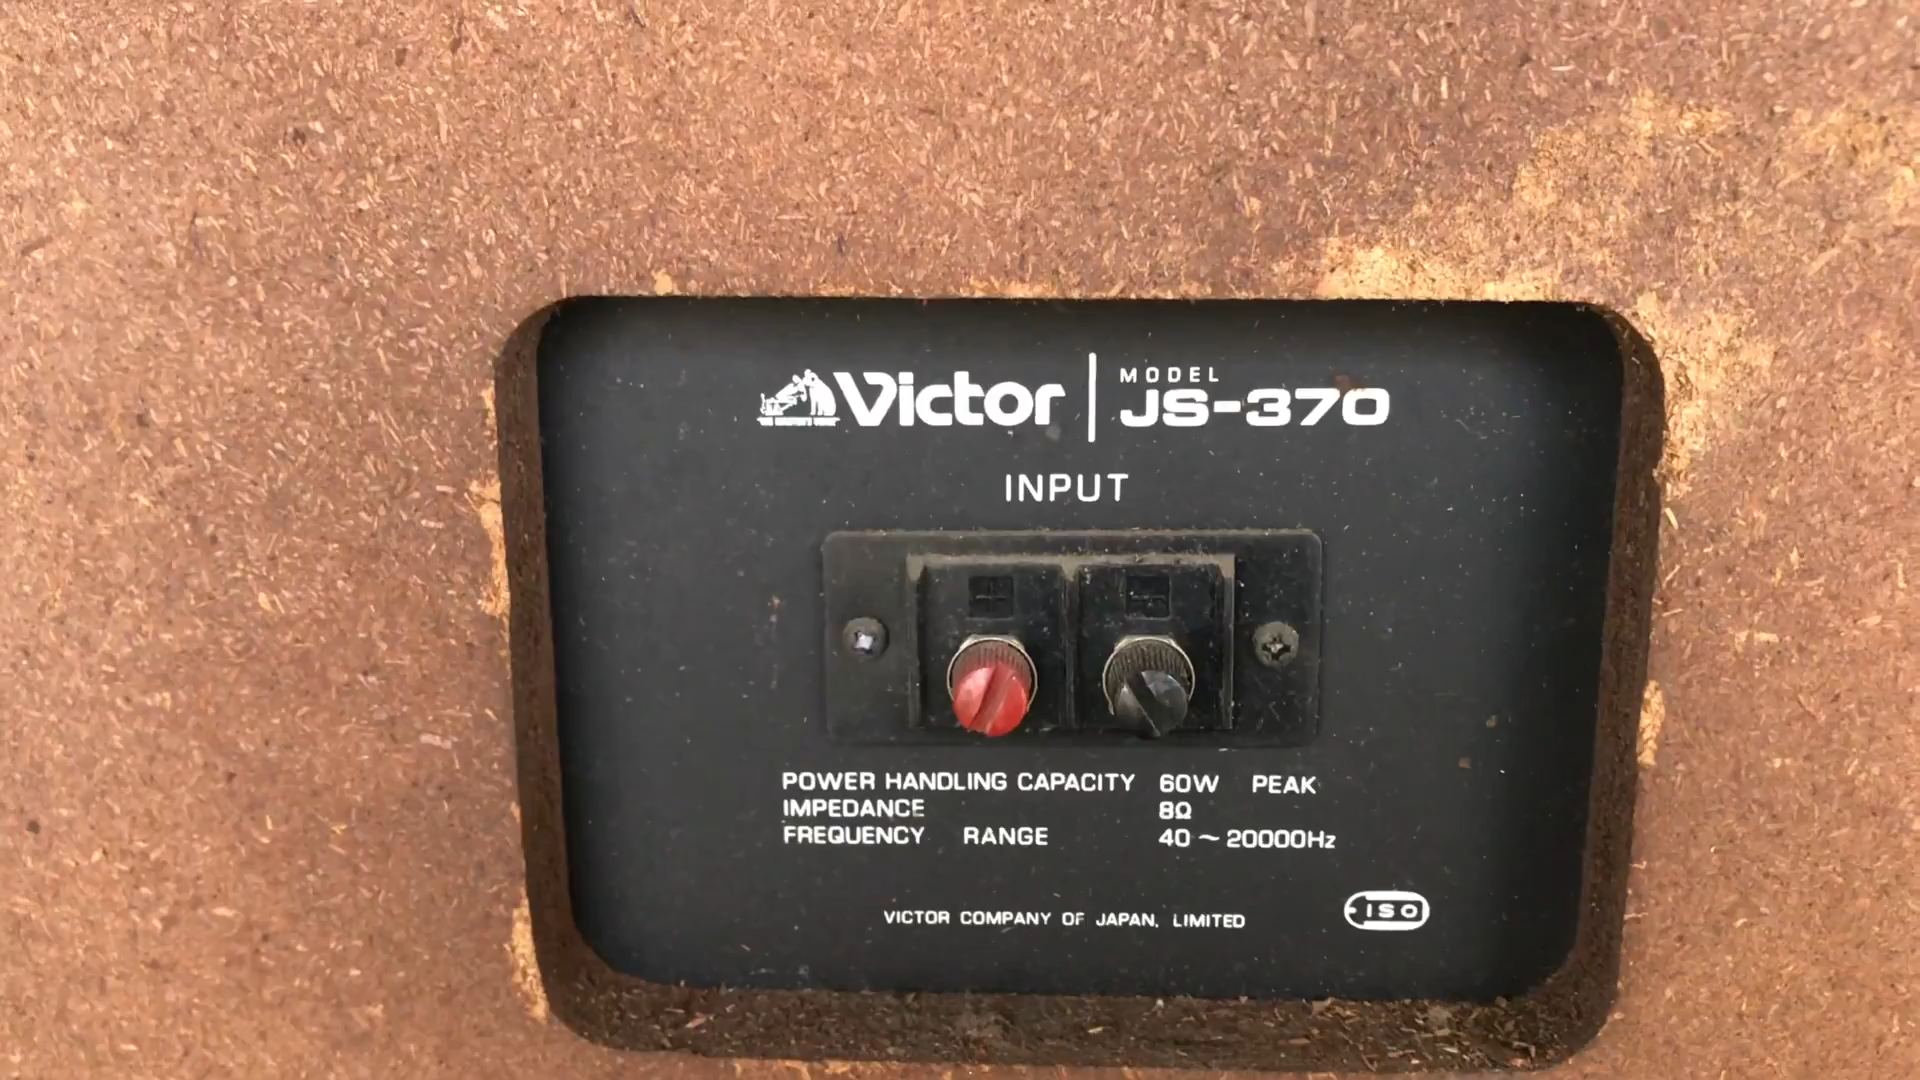 Victor
MODEL
JS-370
INPUT
+ -
POWER HANDLING CAPACITY 60W PEAK
IMPEDANCE 8Ω
FREQUENCY RANGE 40 ~ 20000Hz
VICTOR COMPANY OF JAPAN, LIMITED
ISO